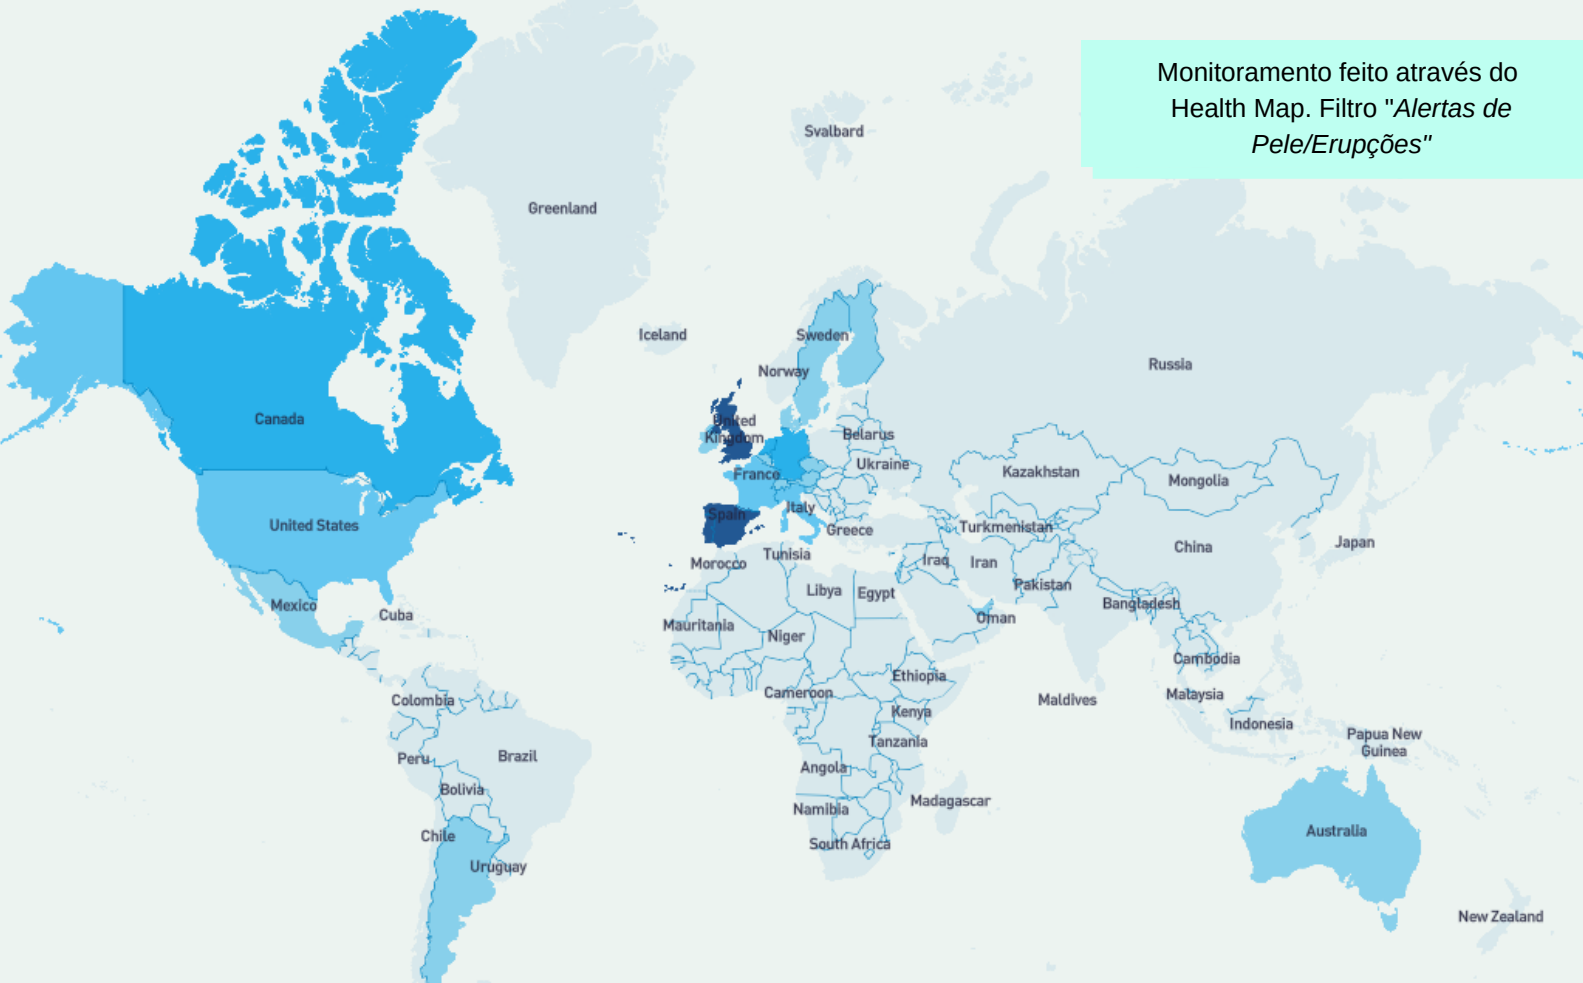 Monitoramento feito através do
Health Map. Filtro "Alertas de
Pele/Erupções"
Svalbard
Greenland
Iceland
Sweden
Norway
Russia
Canada
United
Kingdom
Belarus
Ukraine
Kazakhstan
Mongolia
France
United States
Spain
Italy
Greece
Turkmenistan
China
Japan
Morocco
Tunisia
Iraq
Iran
Pakistan
Libya
Egypt
Bangladesh
Mexico
Cuba
Oman
Mauritania
Niger
Cambodia
Ethiopia
Colombia
Cameroon
Maldives
Malaysia
Kenya
Indonesia
Tanzania
Papua New
Guinea
Peru
Brazil
Angola
Bolivia
Namibia
Madagascar
Chile
South Africa
Australia
Uruguay
New Zealand